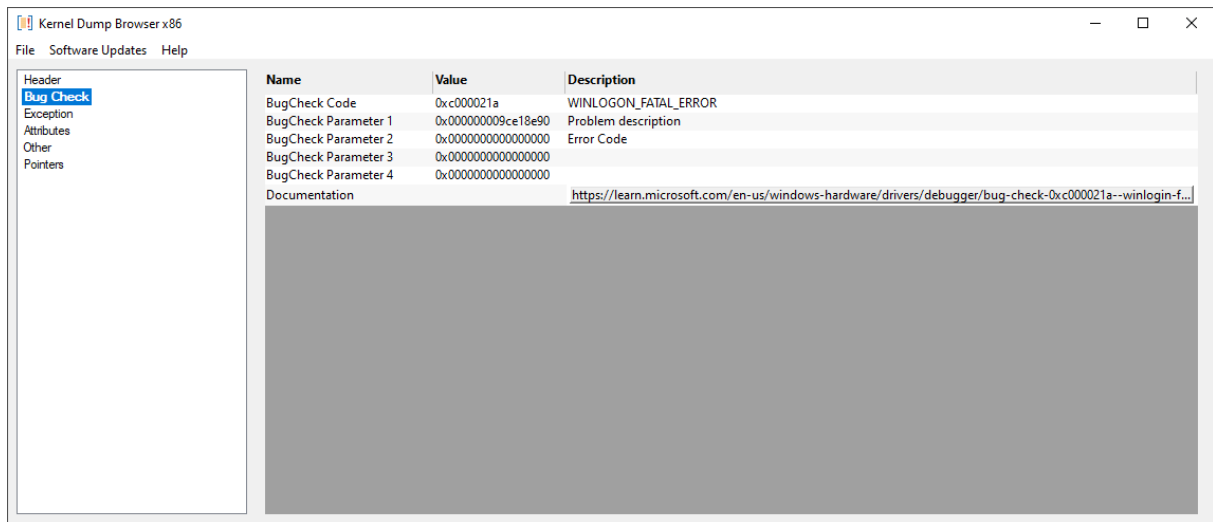 Kernel Dump Browser x86
File Software Updates Help
Header
Bug Check
Exception
Attributes
Other
Pointers
Name Value Description
BugCheck Code 0xc000021a WINLOGON_FATAL_ERROR
BugCheck Parameter 1 0x000000009ce18e90 Problem description
BugCheck Parameter 2 0x0000000000000000 Error Code
BugCheck Parameter 3 0x0000000000000000
BugCheck Parameter 4 0x0000000000000000
Documentation https://learn.microsoft.com/en-us/windows-hardware/drivers/debugger/bug-check-0xc000021a--winlogin-f...